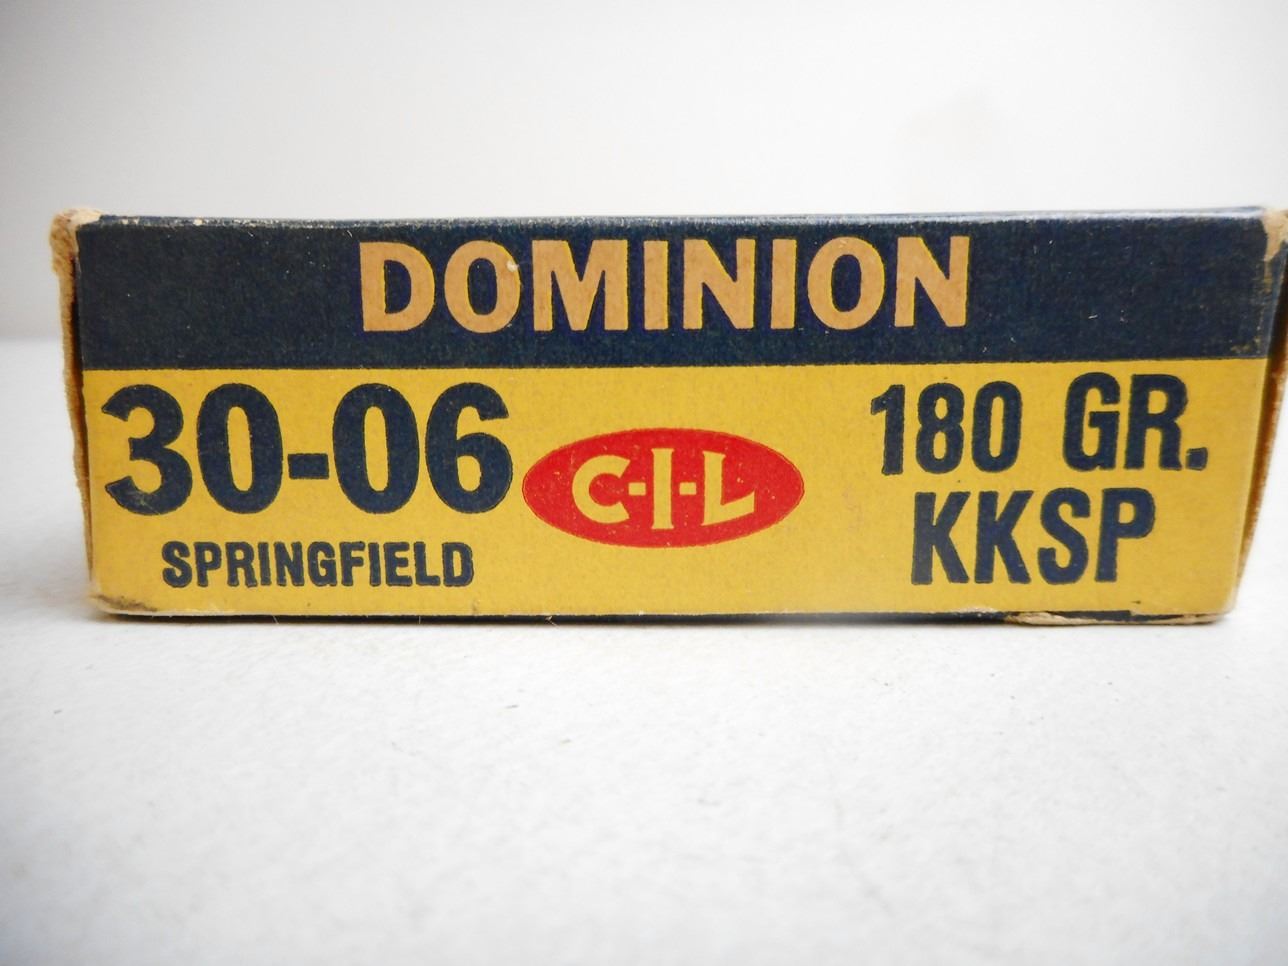 DOMINION
30-06
SPRINGFIELD
C-I-L
180 GR.
KKSP